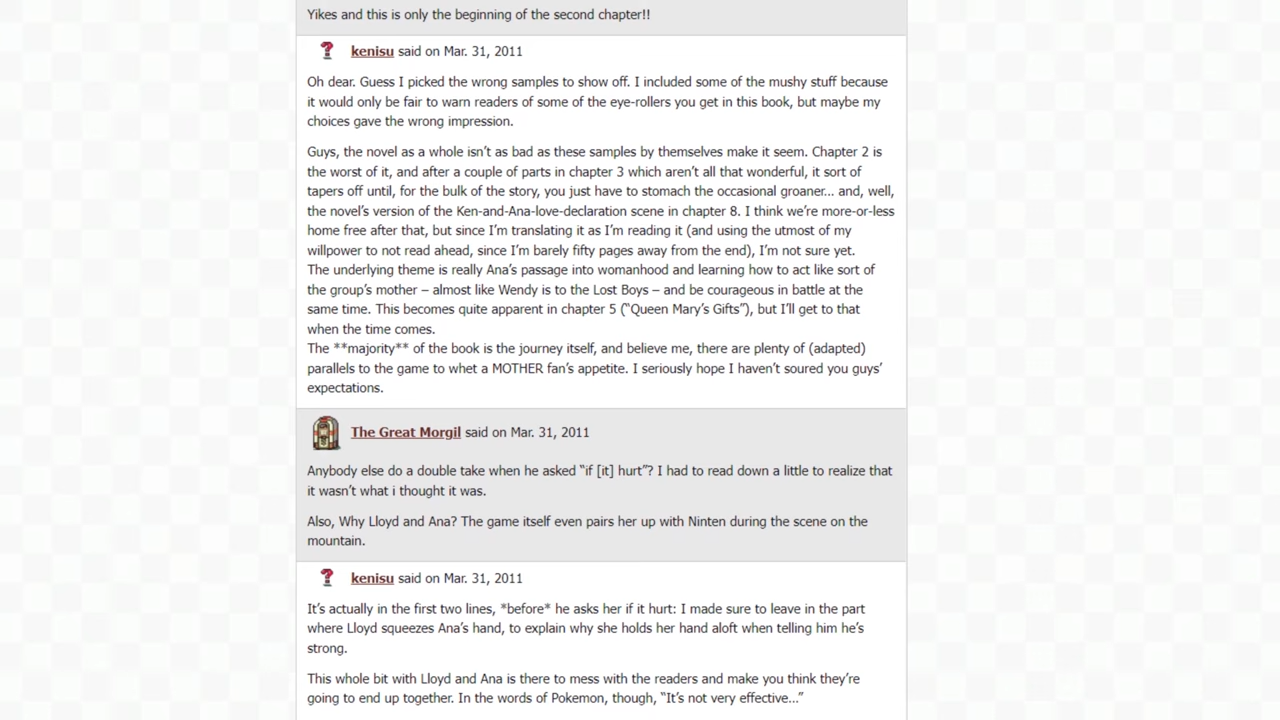 Yikes and this is only the beginning of the second chapter!!
kenisu said on Mar. 31, 2011
Oh dear. Guess I picked the wrong samples to show off. I included some of the mushy stuff because
it would only be fair to warn readers of some of the eye-rollers you get in this book, but maybe my
choices gave the wrong impression.
Guys, the novel as a whole isn’t as bad as these samples by themselves make it seem. Chapter 2 is
the worst of it, and after a couple of parts in chapter 3 which aren’t all that wonderful, it sort of
tapers off until, for the bulk of the story, you just have to stomach the occasional groaner… and, well,
the novel’s version of the Ken-and-Ana-love-declaration scene in chapter 8. I think we’re more-or-less
home free after that, but since I’m translating it as I’m reading it (and using the utmost of my
willpower to not read ahead, since I’m barely fifty pages away from the end), I’m not sure yet.
The underlying theme is really Ana’s passage into womanhood and learning how to act like sort of
the group’s mother – almost like Wendy is to the Lost Boys – and be courageous in battle at the
same time. This becomes quite apparent in chapter 5 (“Queen Mary’s Gifts”), but I’ll get to that
when the time comes.
The **majority** of the book is the journey itself, and believe me, there are plenty of (adapted)
parallels to the game to whet a MOTHER fan’s appetite. I seriously hope I haven’t soured you guys’
expectations.
The Great Morgil said on Mar. 31, 2011
Anybody else do a double take when he asked “if [it] hurt”? I had to read down a little to realize that
it wasn’t what i thought it was.
Also, Why Lloyd and Ana? The game itself even pairs her up with Ninten during the scene on the
mountain.
kenisu said on Mar. 31, 2011
It’s actually in the first two lines, *before* he asks her if it hurt: I made sure to leave in the part
where Lloyd squeezes Ana’s hand, to explain why she holds her hand aloft when telling him he’s
strong.
This whole bit with Lloyd and Ana is there to mess with the readers and make you think they’re
going to end up together. In the words of Pokemon, though, “It’s not very effective…”